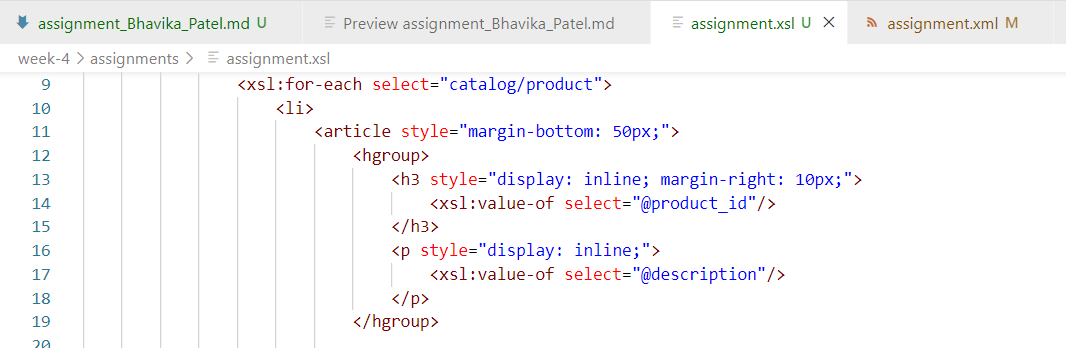 assignment_Bhavika_Patel.md U Preview assignment_Bhavika_Patel.md assignment.xsl U assignment.xml M
week-4 > assignments > assignment.xsl
9 <xsl:for-each select="catalog/product">
10 <li>
11 <article style="margin-bottom: 50px;">
12 <hgroup>
13 <h3 style="display: inline; margin-right: 10px;">
14 <xsl:value-of select="@product_id"/>
15 </h3>
16 <p style="display: inline;">
17 <xsl:value-of select="@description"/>
18 </p>
19 </hgroup>
20